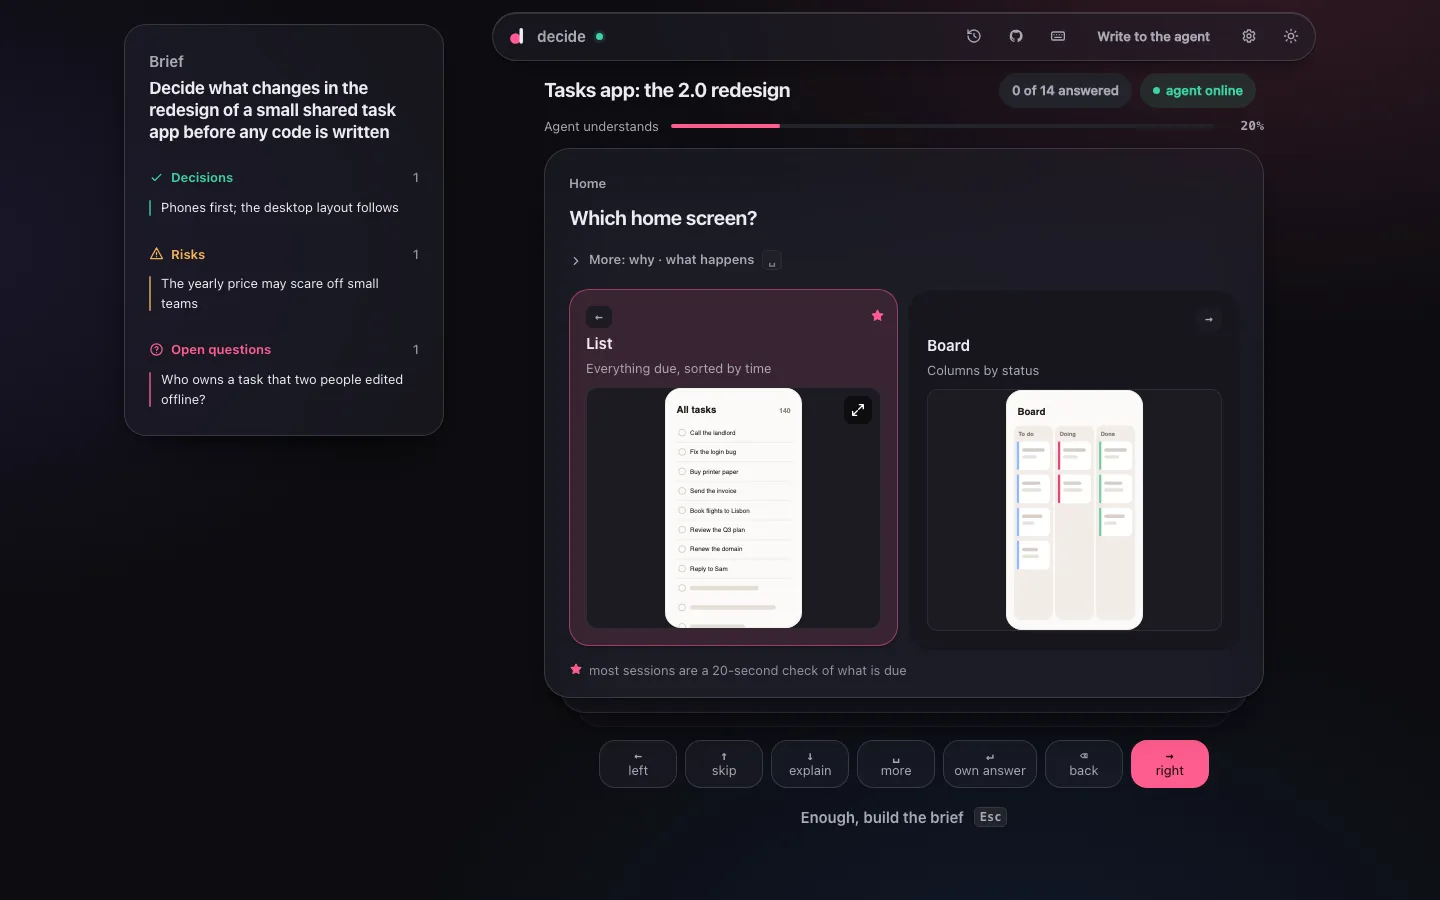 Brief
Decide what changes in the
redesign of a small shared task
app before any code is written
Decisions 1
Phones first; the desktop layout follows
Risks 1
The yearly price may scare off small
teams
Open questions 1
Who owns a task that two people edited
offline?
decide
Write to the agent
Tasks app: the 2.0 redesign
0 of 14 answered
agent online
Agent understands
20%
Home
Which home screen?
More: why · what happens ␣
←
List
Everything due, sorted by time
All tasks 140
Call the landlord
Fix the login bug
Buy printer paper
Send the invoice
Book flights to Lisbon
Review the Q3 plan
Renew the domain
Reply to Sam
→
Board
Columns by status
Board
To do Doing Done
★ most sessions are a 20-second check of what is due
← left
↑ skip
↓ explain
␣ more
↵ own answer
⌫ back
→ right
Enough, build the brief Esc